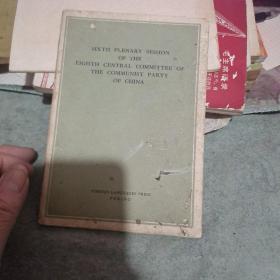 SIXTH PLENARY SESSION
OF THE
EIGHTH CENTRAL COMMITTEE OF
THE COMMUNIST PARTY
OF CHINA
FOREIGN LANGUAGES PRESS
PEKING